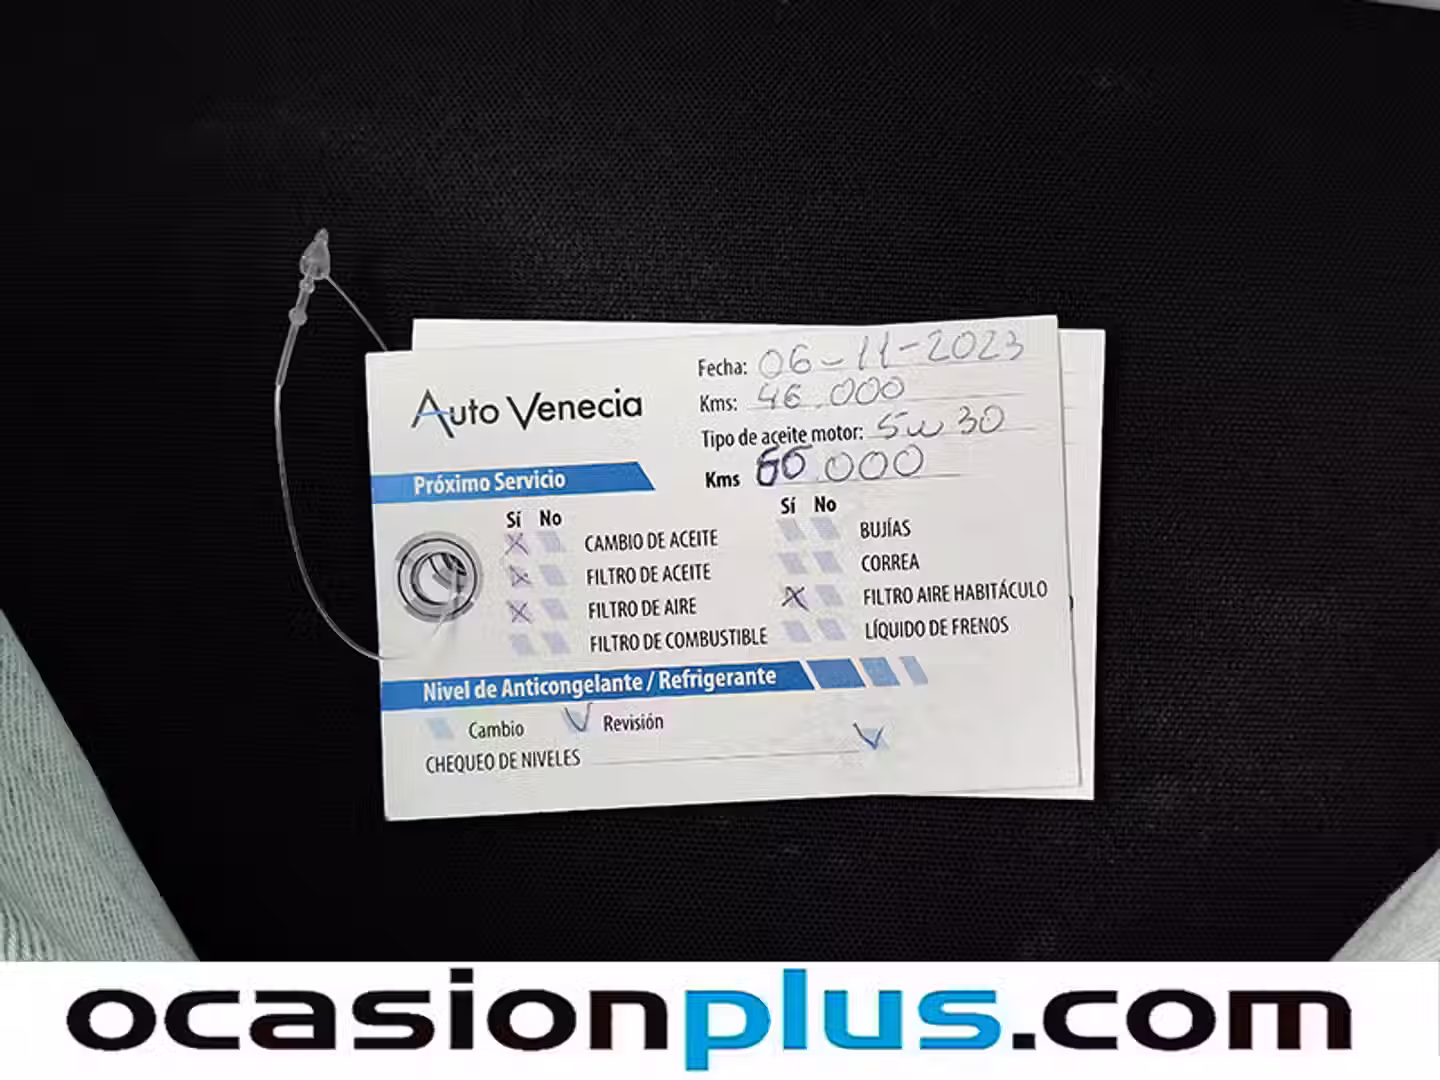 Auto Venecia
Fecha: 06-11-2023
Kms: 46.000
Tipo de aceite motor: 5w30
Próximo Servicio
Kms 66.000
Sí No
CAMBIO DE ACEITE
FILTRO DE ACEITE
FILTRO DE AIRE
FILTRO DE COMBUSTIBLE
Sí No
BUJÍAS
CORREA
FILTRO AIRE HABITÁCULO
LÍQUIDO DE FRENOS
Nivel de Anticongelante / Refrigerante
Cambio Revisión
CHEQUEO DE NIVELES
ocasionplus.com